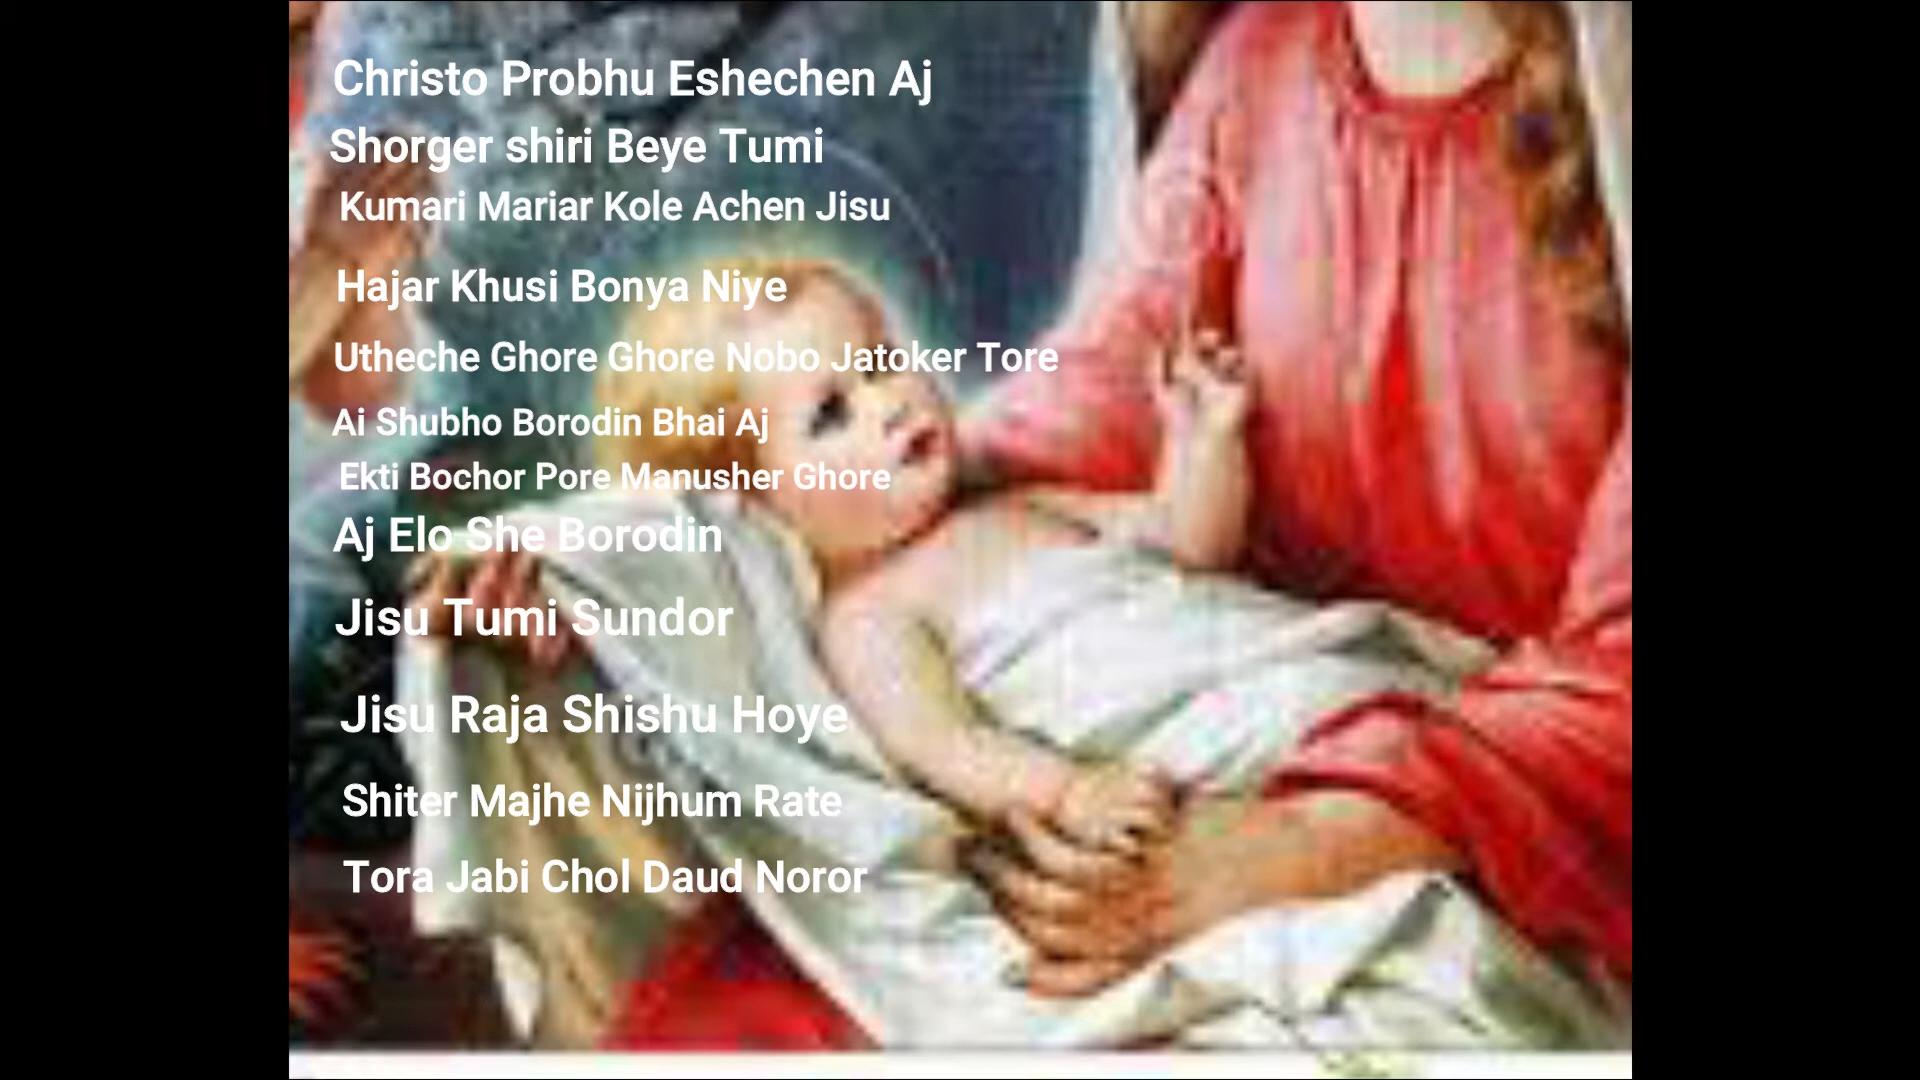 Christo Probhu Eshechen Aj
Shorger shiri Beye Tumi
Kumari Mariar Kole Achen Jisu
Hajar Khusi Bonya Niye
Utheche Ghore Ghore Nobo Jatoker Tore
Ai Shubho Borodin Bhai Aj
Ekti Bochor Pore Manusher Ghore
Aj Elo She Borodin
Jisu Tumi Sundor
Jisu Raja Shishu Hoye
Shiter Majhe Nijhum Rate
Tora Jabi Chol Daud Noror